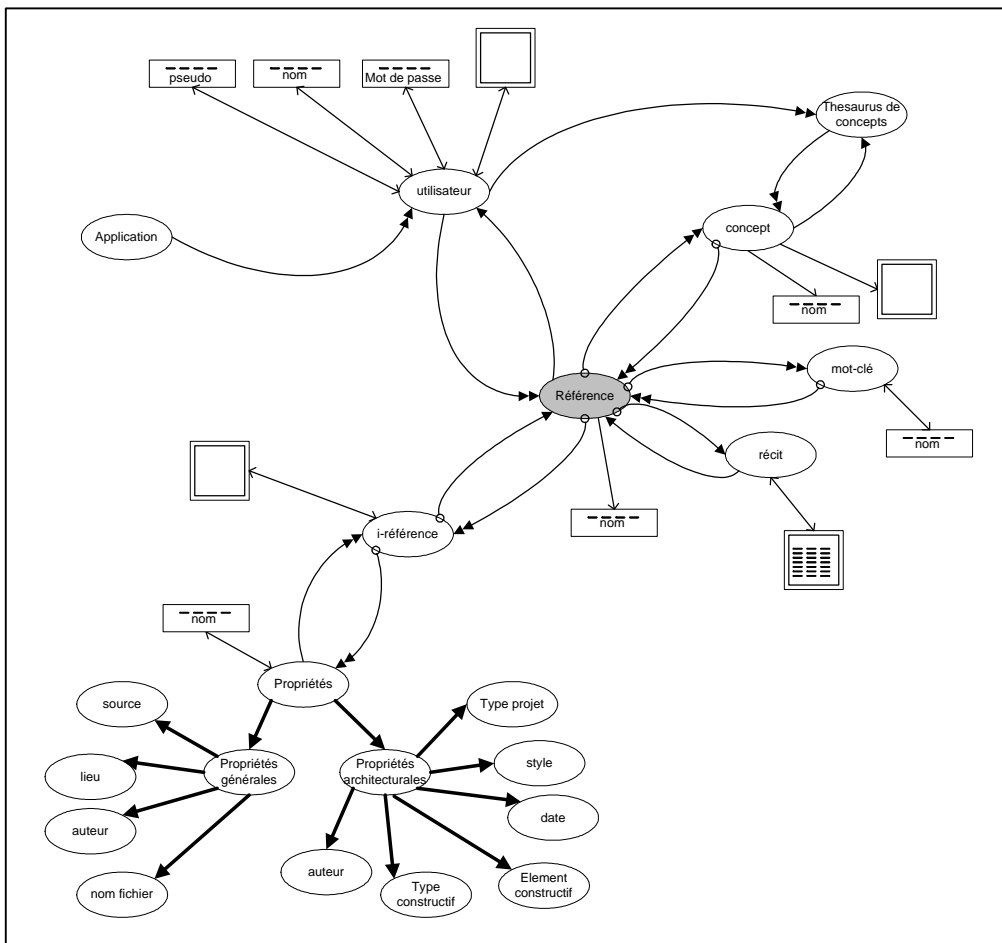 pseudo
nom
Mot de passe
Thesaurus de
concepts
utilisateur
Application
concept
nom
mot-clé
Référence
nom
récit
nom
i-référence
nom
Propriétés
source
Type projet
Propriétés
générales
Propriétés
architecturales
style
lieu
date
auteur
auteur
Element
constructif
nom fichier
Type
constructif